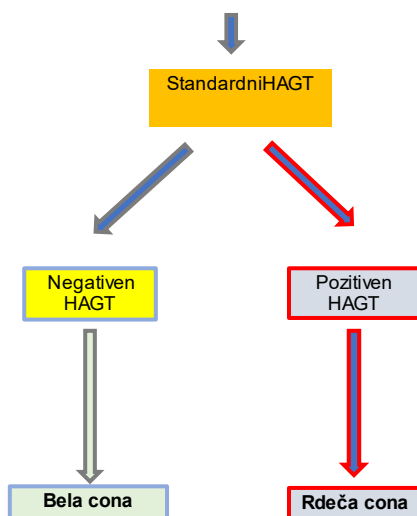 StandardniHAGT
Negativen
HAGT
Pozitiven
HAGT
Bela cona
Rdeča cona